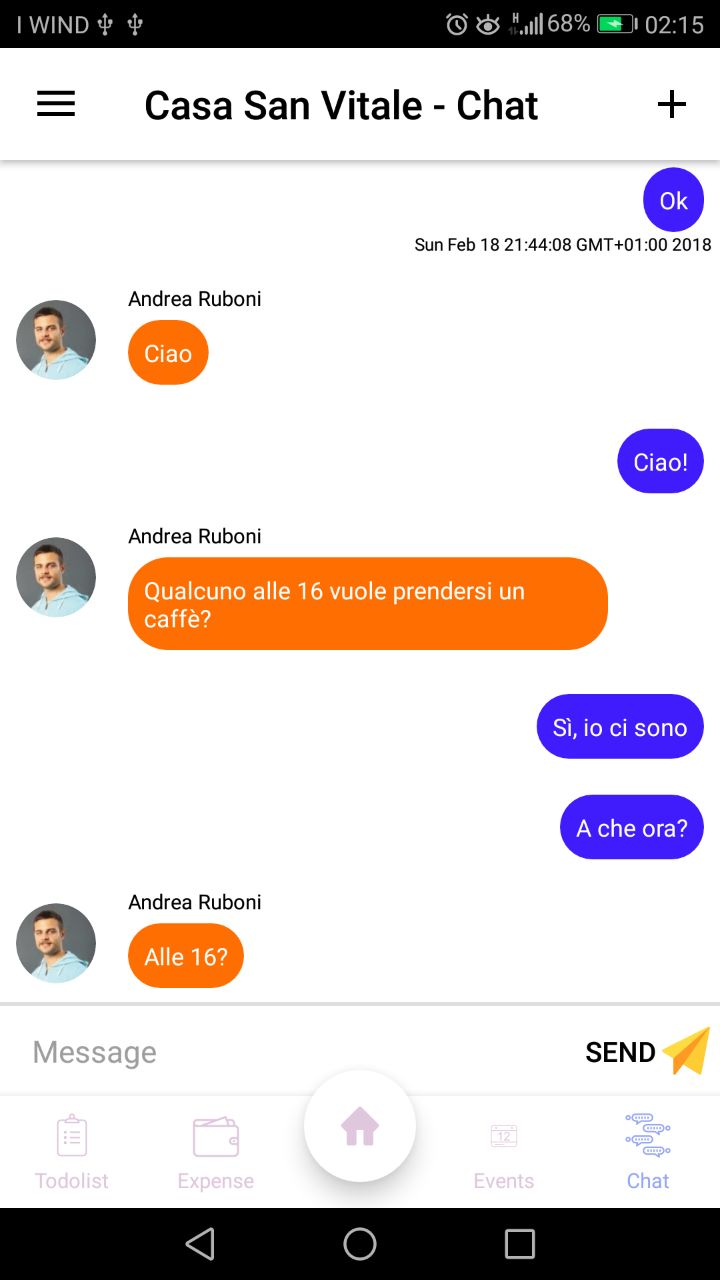 I WIND H 68% 02:15
Casa San Vitale - Chat
Ok
Sun Feb 18 21:44:08 GMT+01:00 2018
Andrea Ruboni
Ciao
Ciao!
Andrea Ruboni
Qualcuno alle 16 vuole prendersi un
caffè?
Sì, io ci sono
A che ora?
Andrea Ruboni
Alle 16?
Message SEND
12
Todolist Expense Events Chat